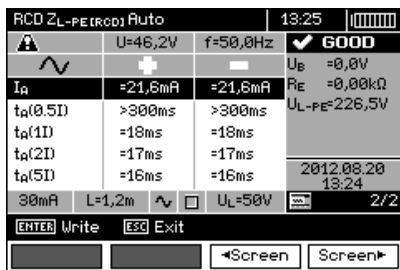 RCD ZL-PE[RCD] Auto 13:25
U=46,2V f=50,0Hz GOOD
UB =0,0V
IA =21,6mA =21,6mA RE =0,00kΩ
tA(0.5I) >300ms >300ms UL-PE=226,5V
tA(1I) =18ms =18ms
tA(2I) =17ms =17ms
tA(5I) =16ms =16ms 2012.08.20
13:24
30mA L=1,2m UL=50V 2/2
ENTER Write ESC Exit
◄Screen Screen►